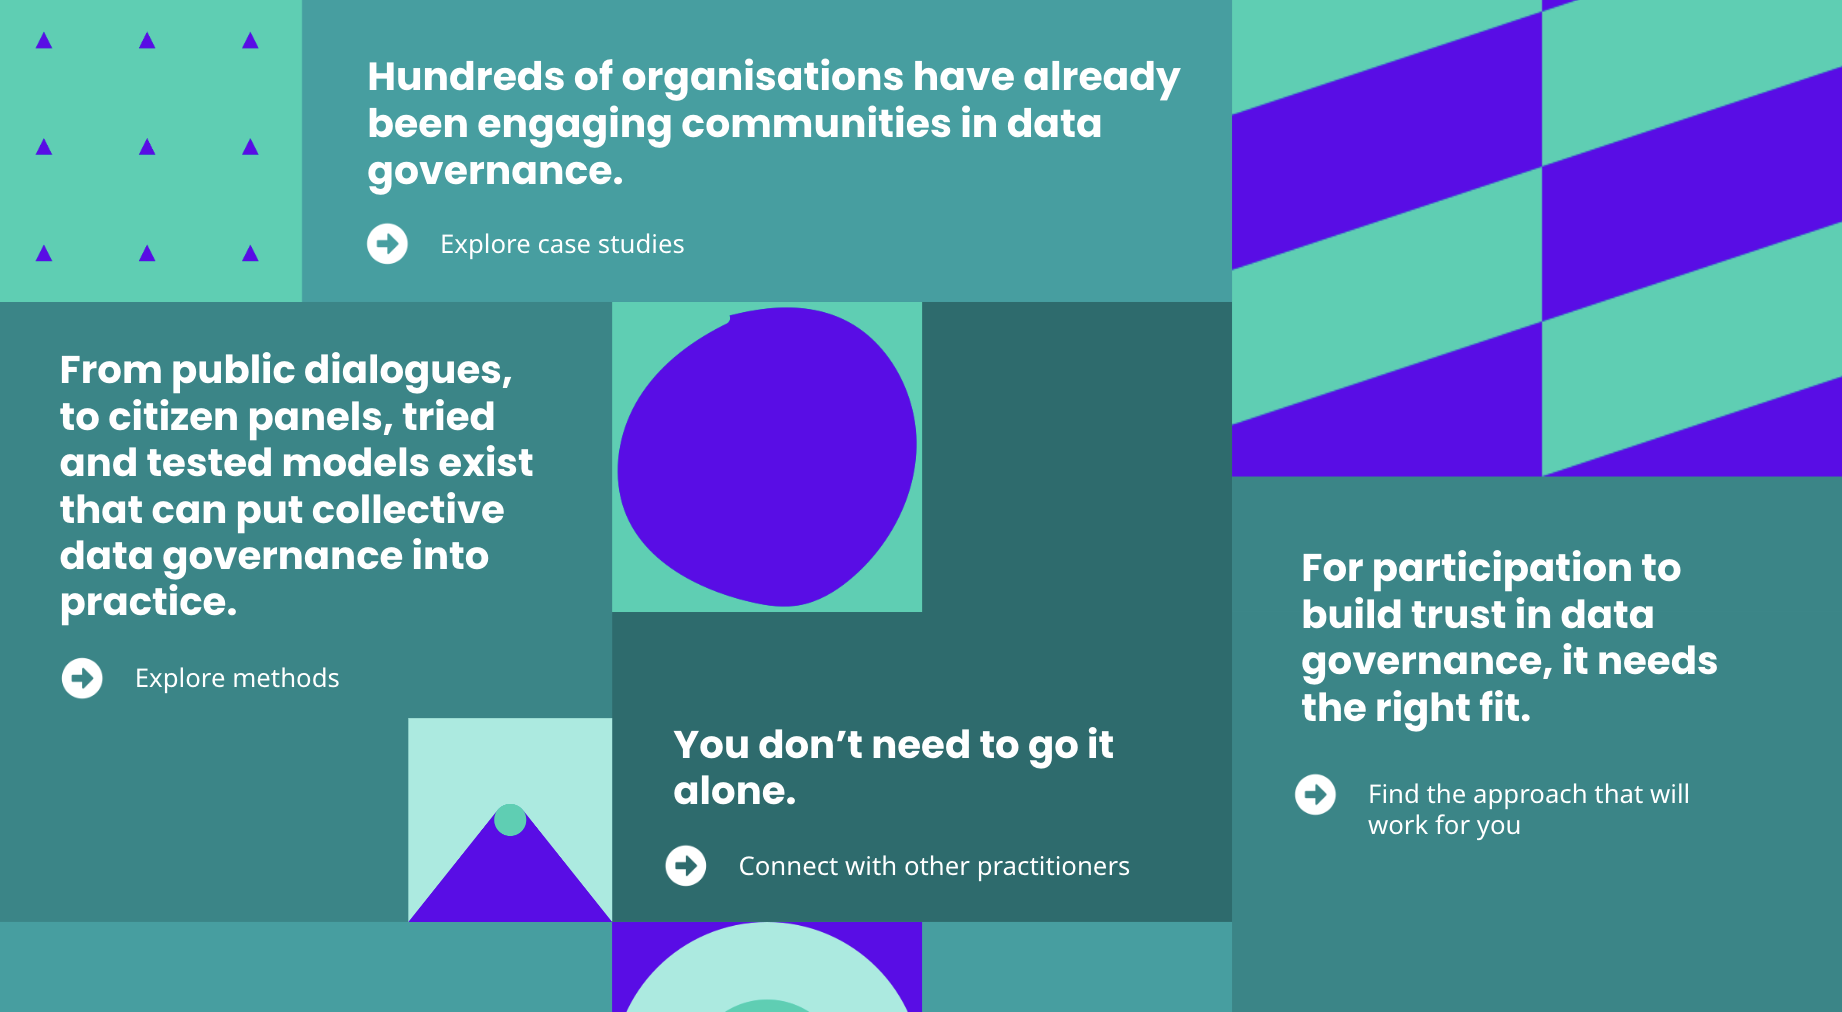 Hundreds of organisations have already
been engaging communities in data
governance.
Explore case studies
From public dialogues,
to citizen panels, tried
and tested models exist
that can put collective
data governance into
practice.
Explore methods
You don’t need to go it
alone.
Connect with other practitioners
For participation to
build trust in data
governance, it needs
the right fit.
Find the approach that will
work for you